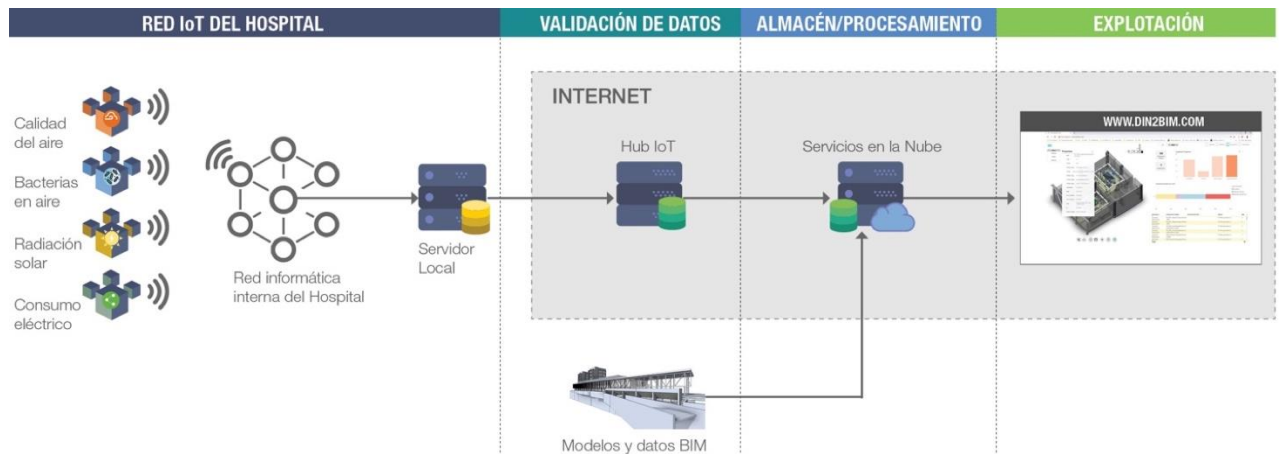 RED IoT DEL HOSPITAL
VALIDACIÓN DE DATOS
ALMACÉN/PROCESAMIENTO
EXPLOTACIÓN
INTERNET
WWW.DIN2BIM.COM
Calidad
del aire
Bacterias
en aire
Radiación
solar
Consumo
eléctrico
Red informática
interna del Hospital
Servidor
Local
Hub IoT
Servicios en la Nube
Modelos y datos BIM